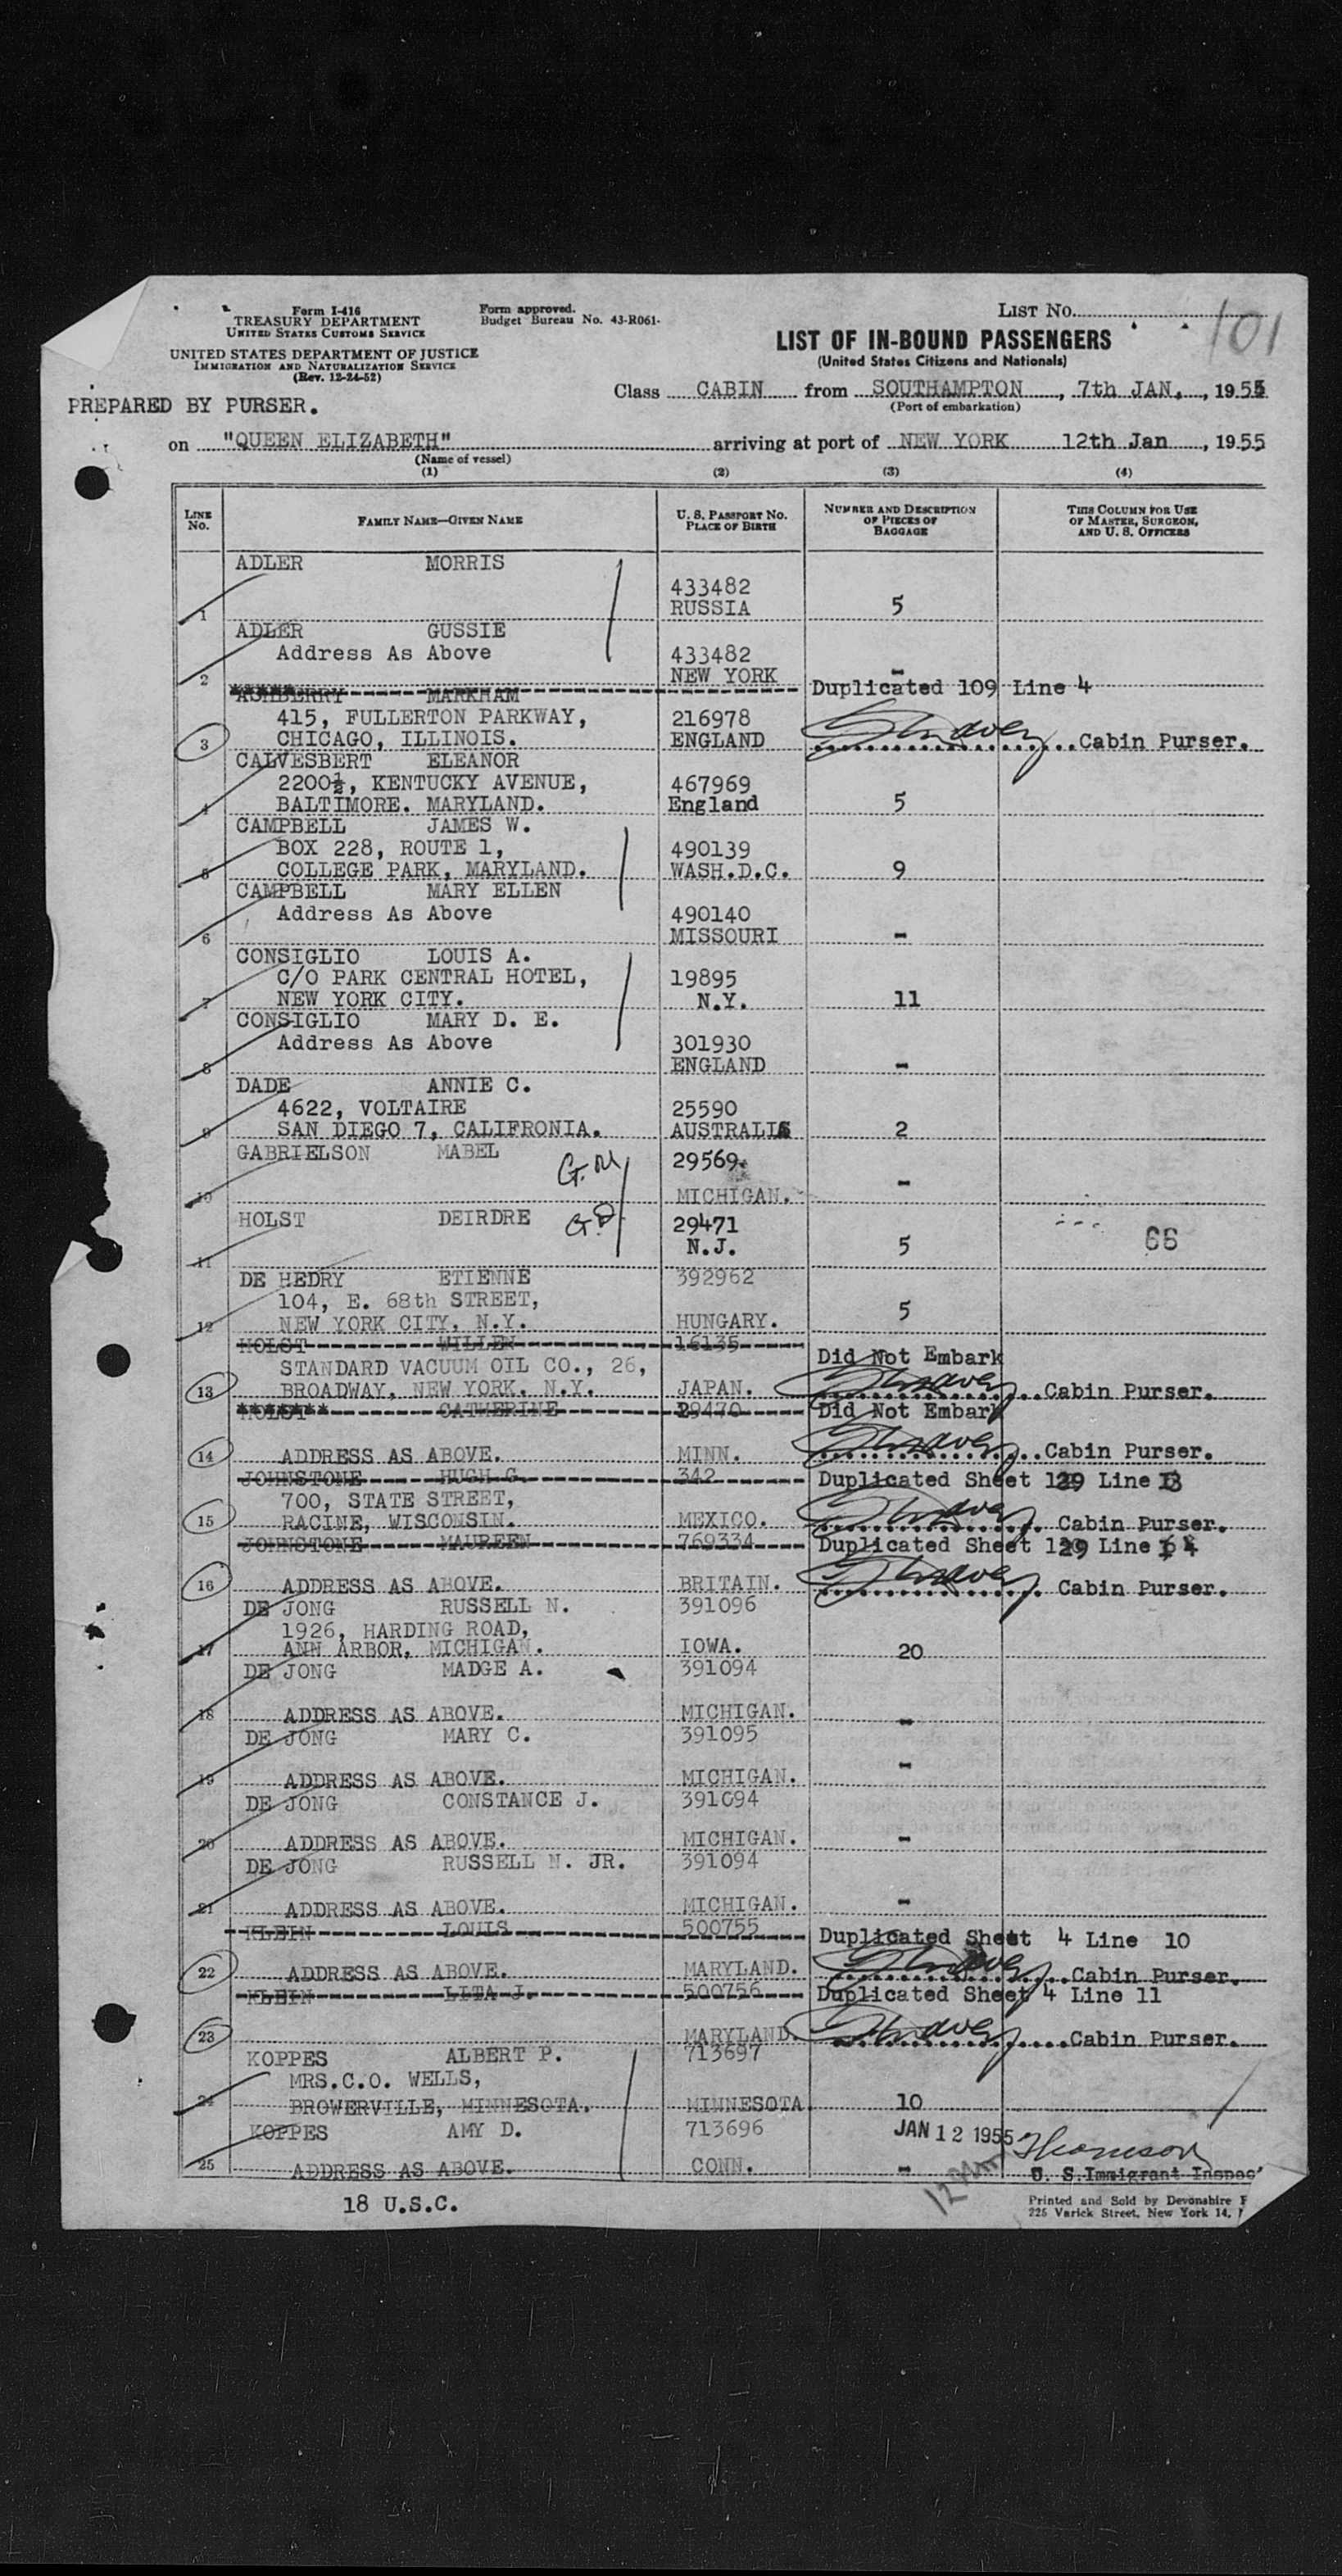 Form I-416
TREASURY DEPARTMENT
UNITED STATES CUSTOMS SERVICE
UNITED STATES DEPARTMENT OF JUSTICE
IMMIGRATION AND NATURALIZATION SERVICE
(Rev. 12-24-52)
Form approved.
Budget Bureau No. 43-R061.
LIST No.
101
LIST OF IN-BOUND PASSENGERS
(United States Citizens and Nationals)
Class CABIN from SOUTHAMPTON, 7th JAN., 1955
(Port of embarkation)
PREPARED BY PURSER.
on "QUEEN ELIZABETH" arriving at port of NEW YORK 12th Jan, 1955
(Name of vessel)
(1) (2) (3) (4)
LINE No. FAMILY NAME—GIVEN NAME U. S. PASSPORT No. PLACE OF BIRTH NUMBER AND DESCRIPTION OF PIECES OF BAGGAGE THIS COLUMN FOR USE OF MASTER, SURGEON, AND U. S. OFFICERS
ADLER MORRIS
433482
1 RUSSIA 5
ADLER GUSSIE
Address As Above 433482
2 NEW YORK -
ASHBERRY MARKHAM Duplicated 109 Line 4
415, FULLERTON PARKWAY, 216978
3 CHICAGO, ILLINOIS. ENGLAND Cabin Purser.
CALVESBERT ELEANOR
2200½, KENTUCKY AVENUE, 467969
4 BALTIMORE. MARYLAND. England 5
CAMPBELL JAMES W.
BOX 228, ROUTE 1, 490139
5 COLLEGE PARK, MARYLAND. WASH.D.C. 9
CAMPBELL MARY ELLEN
Address As Above 490140
6 MISSOURI -
CONSIGLIO LOUIS A.
C/O PARK CENTRAL HOTEL, 19895
7 NEW YORK CITY. N.Y. 11
CONSIGLIO MARY D. E.
Address As Above 301930
8 ENGLAND -
DADE ANNIE C.
4622, VOLTAIRE 25590
9 SAN DIEGO 7, CALIFRONIA. AUSTRALIA 2
GABRIELSON MABEL G.M 29569.
10 MICHIGAN. -
HOLST DEIRDRE G.D. 29471
11 N.J. 5 66
DE HEDRY ETIENNE 392962
104, E. 68th STREET,
12 NEW YORK CITY, N.Y. HUNGARY. 5
HOLST WILLEM 16135 Did Not Embark
STANDARD VACUUM OIL CO., 26,
13 BROADWAY, NEW YORK. N.Y. JAPAN. Cabin Purser.
HOLST CATHERINE 29470 Did Not Embark
14 ADDRESS AS ABOVE. MINN. Cabin Purser.
JOHNSTONE HUGH G. 342 Duplicated Sheet 129 Line 13
700, STATE STREET,
15 RACINE, WISCONSIN. MEXICO. Cabin Purser.
JOHNSTONE MAUREEN 769334 Duplicated Sheet 129 Line 14
16 ADDRESS AS ABOVE. BRITAIN. Cabin Purser.
DE JONG RUSSELL N. 391096
1926, HARDING ROAD,
17 ANN ARBOR, MICHIGAN. IOWA. 20
DE JONG MADGE A. 391094
18 ADDRESS AS ABOVE. MICHIGAN. -
DE JONG MARY C. 391095
19 ADDRESS AS ABOVE. MICHIGAN. -
DE JONG CONSTANCE J. 391094
20 ADDRESS AS ABOVE. MICHIGAN. -
DE JONG RUSSELL N. JR. 391094
21 ADDRESS AS ABOVE. MICHIGAN. -
KLEIN LOUIS 500755 Duplicated Sheet 4 Line 10
22 ADDRESS AS ABOVE. MARYLAND. Cabin Purser.
KLEIN LITA J. 500756 Duplicated Sheet 4 Line 11
23 MARYLAND. Cabin Purser.
KOPPES ALBERT P. 713697
MRS.C.O. WELLS,
24 BROWERVILLE, MINNESOTA. MINNESOTA 10
KOPPES AMY D. 713696 JAN 12 1955
25 ADDRESS AS ABOVE. CONN. - U. S. Immigrant Inspec
18 U.S.C.
Printed and Sold by Devonshire
225 Varick Street, New York 14,